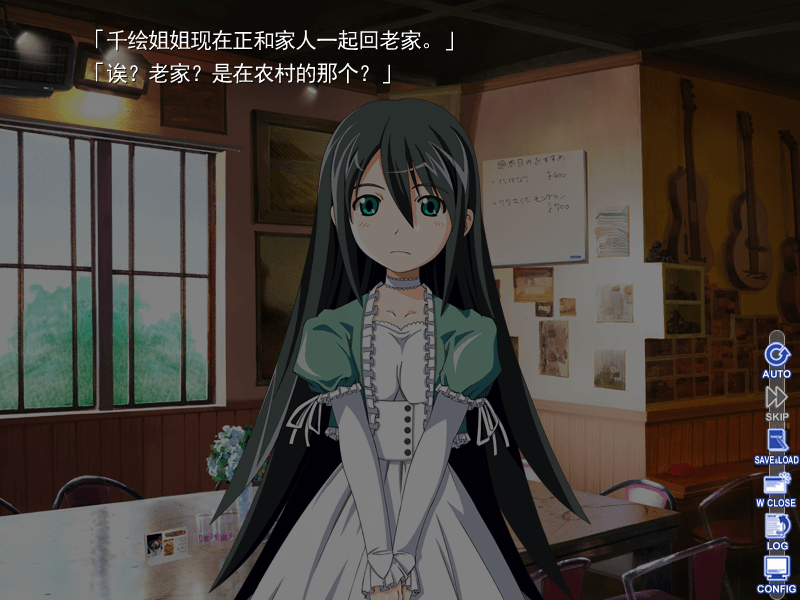 「千绘姐姐现在正和家人一起回老家。」
「诶？老家？是在农村的那个？」
AUTO
SKIP
SAVE&LOAD
W CLOSE
LOG
CONFIG